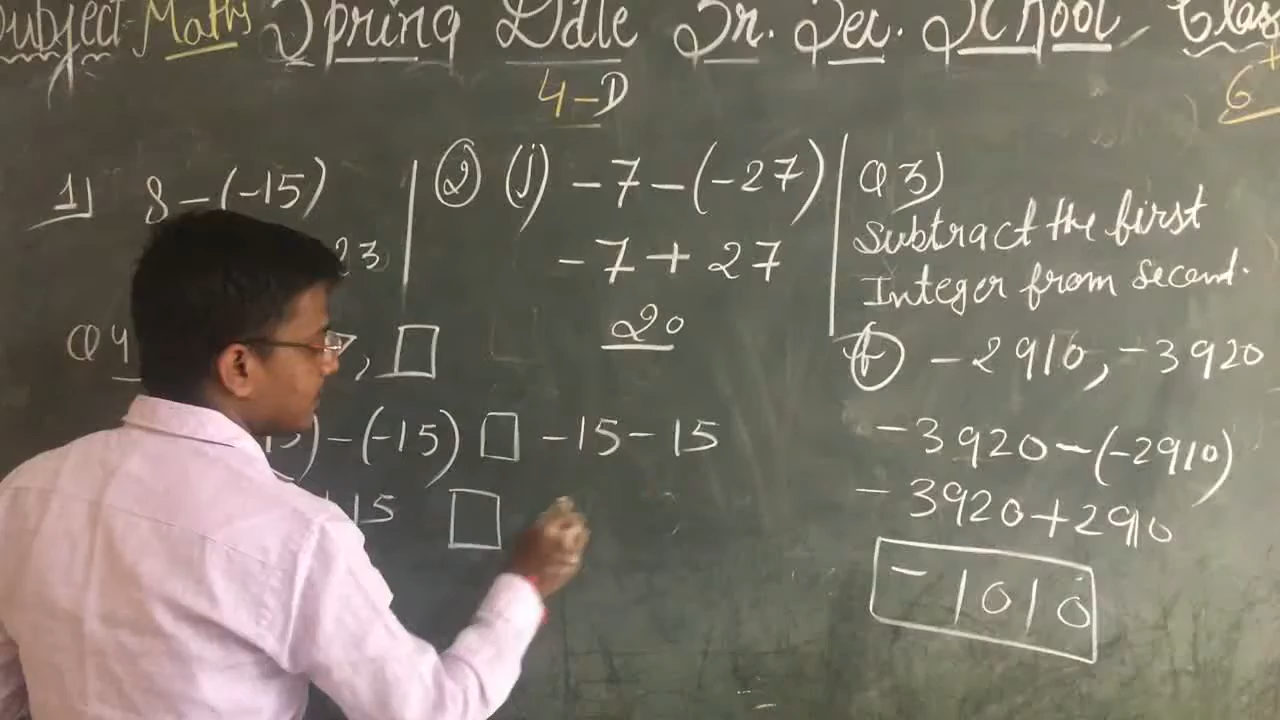 Subject Maths Spring Dale Sr. Sec. School Class
4-D
6th
1) 8-(-15)
23
② (j) -7-(-27)
-7+27
20
Q3)
Subtract the first
Integer from second.
(f) -2910, -3920
-3920-(-2910)
-3920+2910
-1010
Q4
, □
)-(-15) □ -15-15
15 □